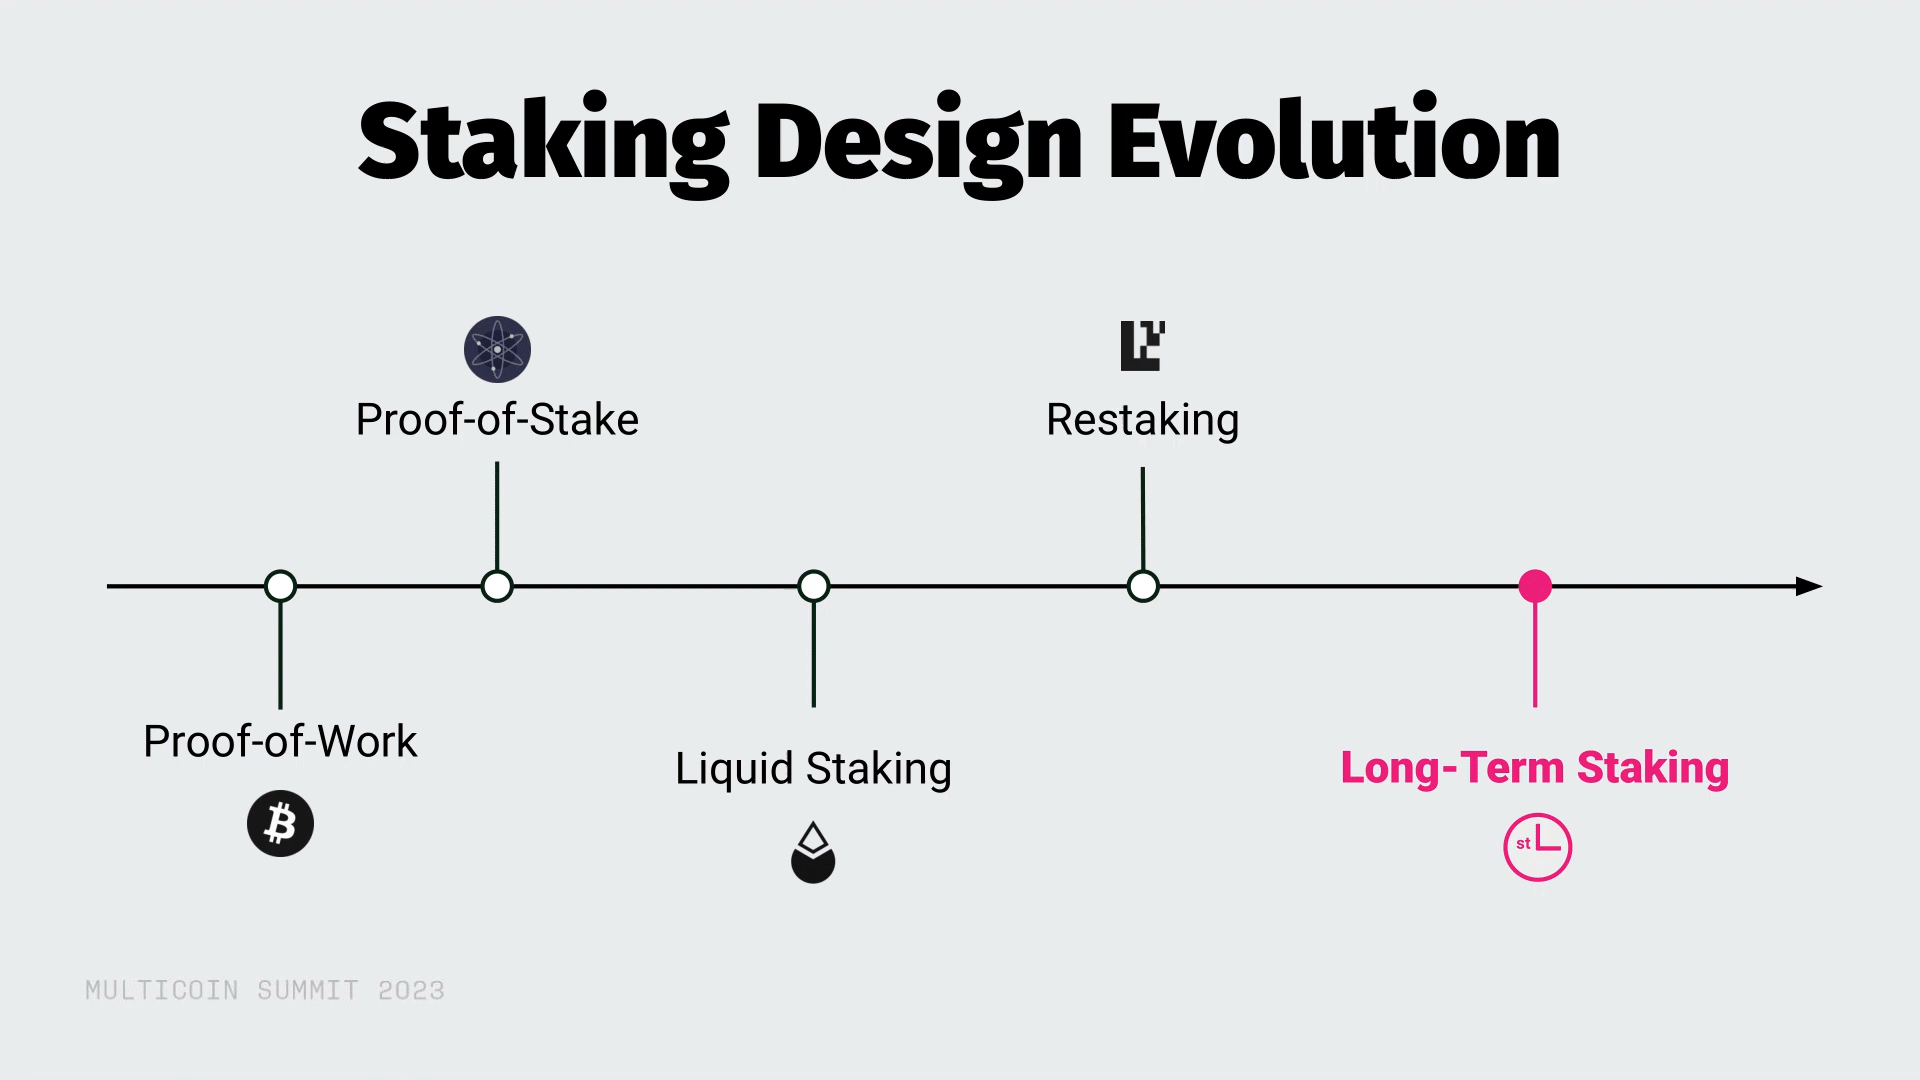 Staking Design Evolution
Proof-of-Stake
Restaking
Proof-of-Work
Liquid Staking
Long-Term Staking
st
MULTICOIN SUMMIT 2023